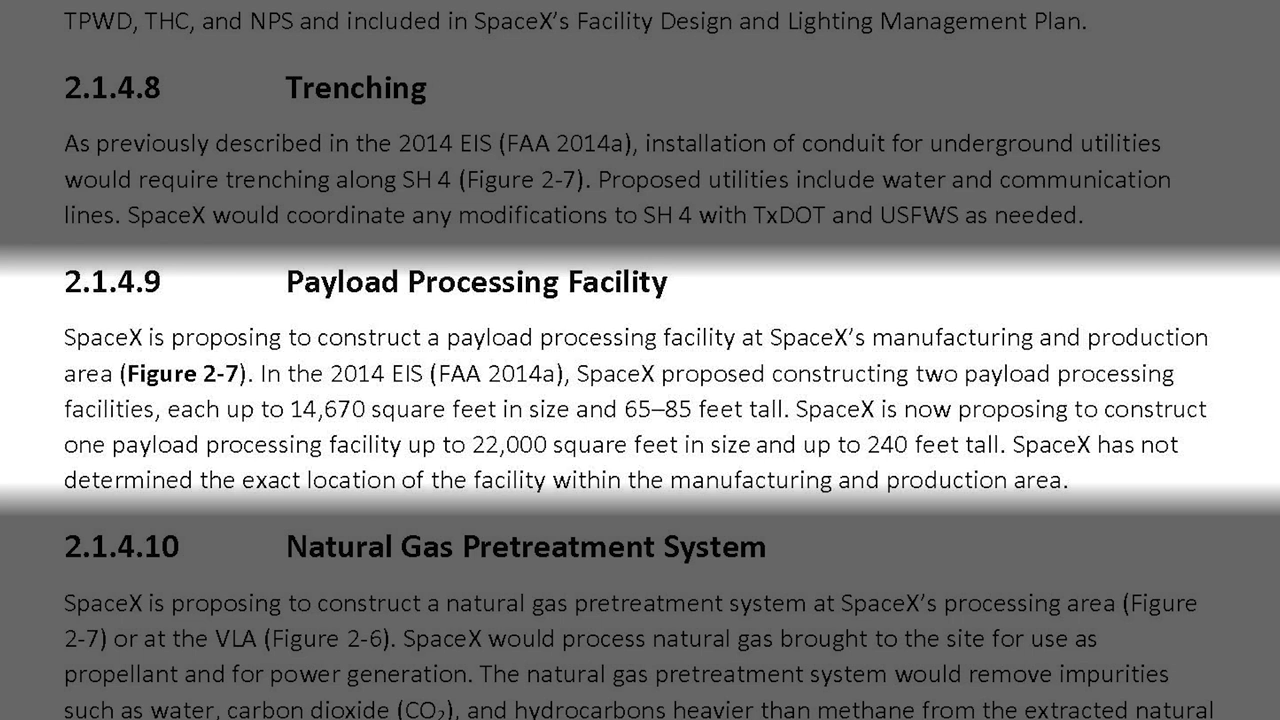 TPWD, THC, and NPS and included in SpaceX’s Facility Design and Lighting Management Plan.
2.1.4.8 Trenching
As previously described in the 2014 EIS (FAA 2014a), installation of conduit for underground utilities
would require trenching along SH 4 (Figure 2-7). Proposed utilities include water and communication
lines. SpaceX would coordinate any modifications to SH 4 with TxDOT and USFWS as needed.
2.1.4.9 Payload Processing Facility
SpaceX is proposing to construct a payload processing facility at SpaceX’s manufacturing and production
area (Figure 2-7). In the 2014 EIS (FAA 2014a), SpaceX proposed constructing two payload processing
facilities, each up to 14,670 square feet in size and 65–85 feet tall. SpaceX is now proposing to construct
one payload processing facility up to 22,000 square feet in size and up to 240 feet tall. SpaceX has not
determined the exact location of the facility within the manufacturing and production area.
2.1.4.10 Natural Gas Pretreatment System
SpaceX is proposing to construct a natural gas pretreatment system at SpaceX’s processing area (Figure
2-7) or at the VLA (Figure 2-6). SpaceX would process natural gas brought to the site for use as
propellant and for power generation. The natural gas pretreatment system would remove impurities
such as water, carbon dioxide (CO₂), and hydrocarbons heavier than methane from the extracted natural